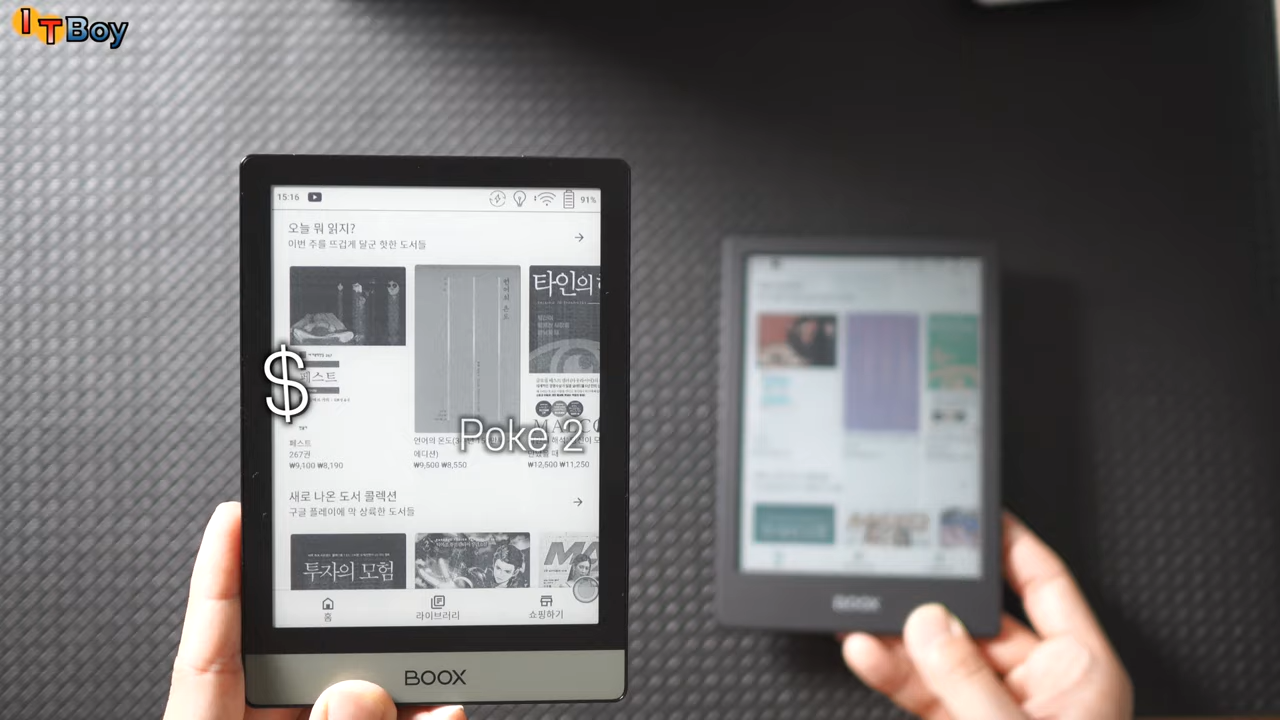 ITBoy
15:16
91%
오늘 뭐 읽지?
이번 주를 뜨겁게 달군 핫한 도서들
타인의
페스트
$
Poke 2
페스트
267권
₩9,100 ₩8,190
언어의 온도
에디션)
₩9,500 ₩8,550
₩12,500 ₩11,250
새로 나온 도서 콜렉션
구글 플레이에 막 상륙한 도서들
투자의 모험
홈
라이브러리
쇼핑하기
BOOX
BOOX